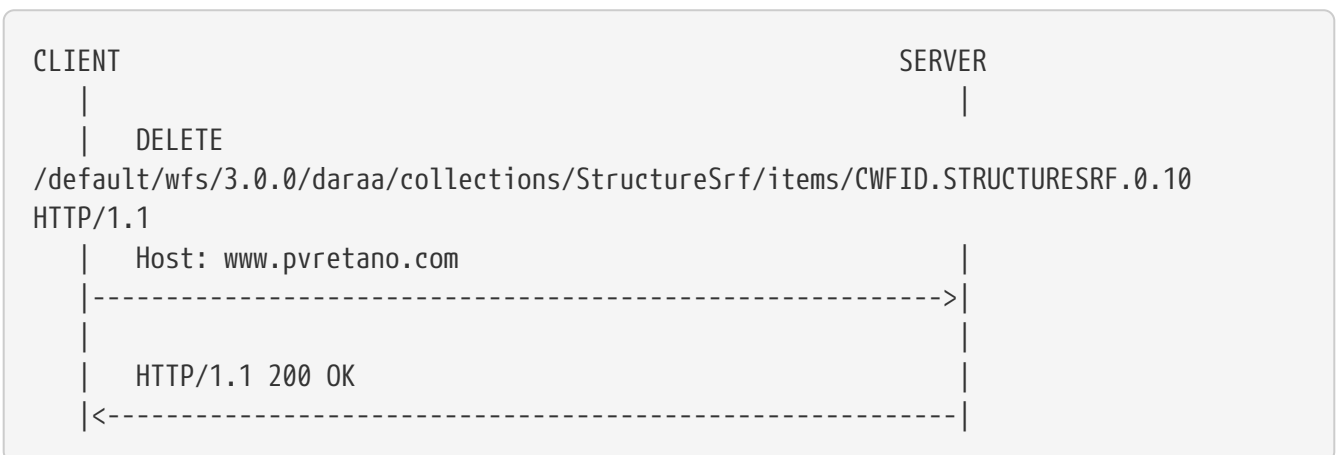 CLIENT                                                     SERVER
   |                                                          |
   |   DELETE
/default/wfs/3.0.0/daraa/collections/StructureSrf/items/CWFID.STRUCTURESRF.0.10
HTTP/1.1
   |   Host: www.pvretano.com                                 |
   |--------------------------------------------------------->|
   |                                                          |
   |   HTTP/1.1 200 OK                                        |
   |<---------------------------------------------------------|